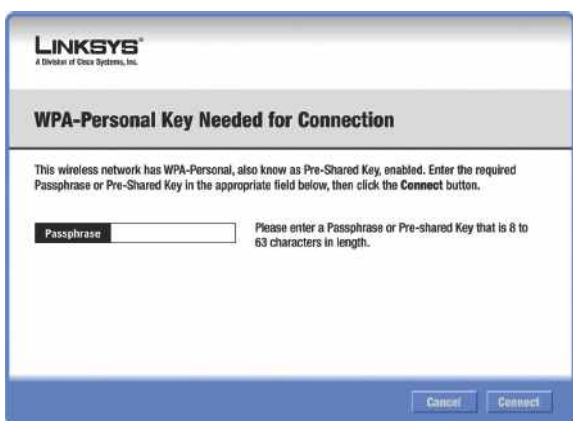 LINKSYS®
A Division of Cisco Systems, Inc.
WPA-Personal Key Needed for Connection
This wireless network has WPA-Personal, also know as Pre-Shared Key, enabled. Enter the required
Passphrase or Pre-Shared Key in the appropriate field below, then click the Connect button.
Passphrase
Please enter a Passphrase or Pre-shared Key that is 8 to
63 characters in length.
Cancel
Connect